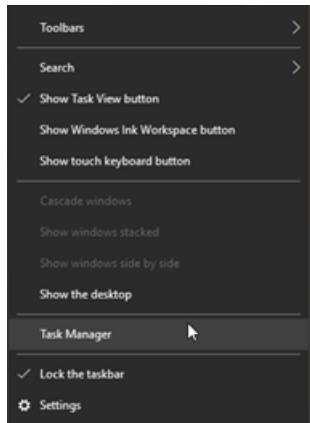 Toolbars
Search
Show Task View button
Show Windows Ink Workspace button
Show touch keyboard button
Cascade windows
Show windows stacked
Show windows side by side
Show the desktop
Task Manager
Lock the taskbar
Settings